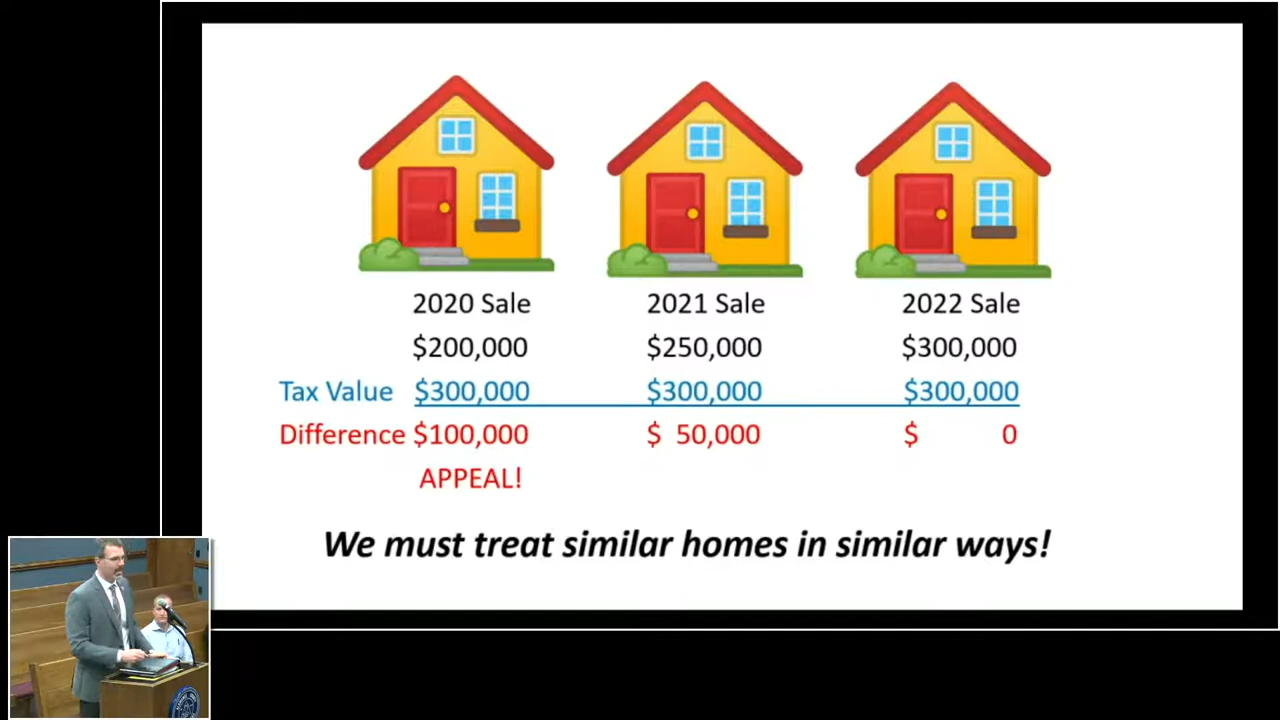 2020 Sale 2021 Sale 2022 Sale
$200,000 $250,000 $300,000
Tax Value $300,000 $300,000 $300,000
Difference $100,000 $ 50,000 $ 0
APPEAL!
We must treat similar homes in similar ways!